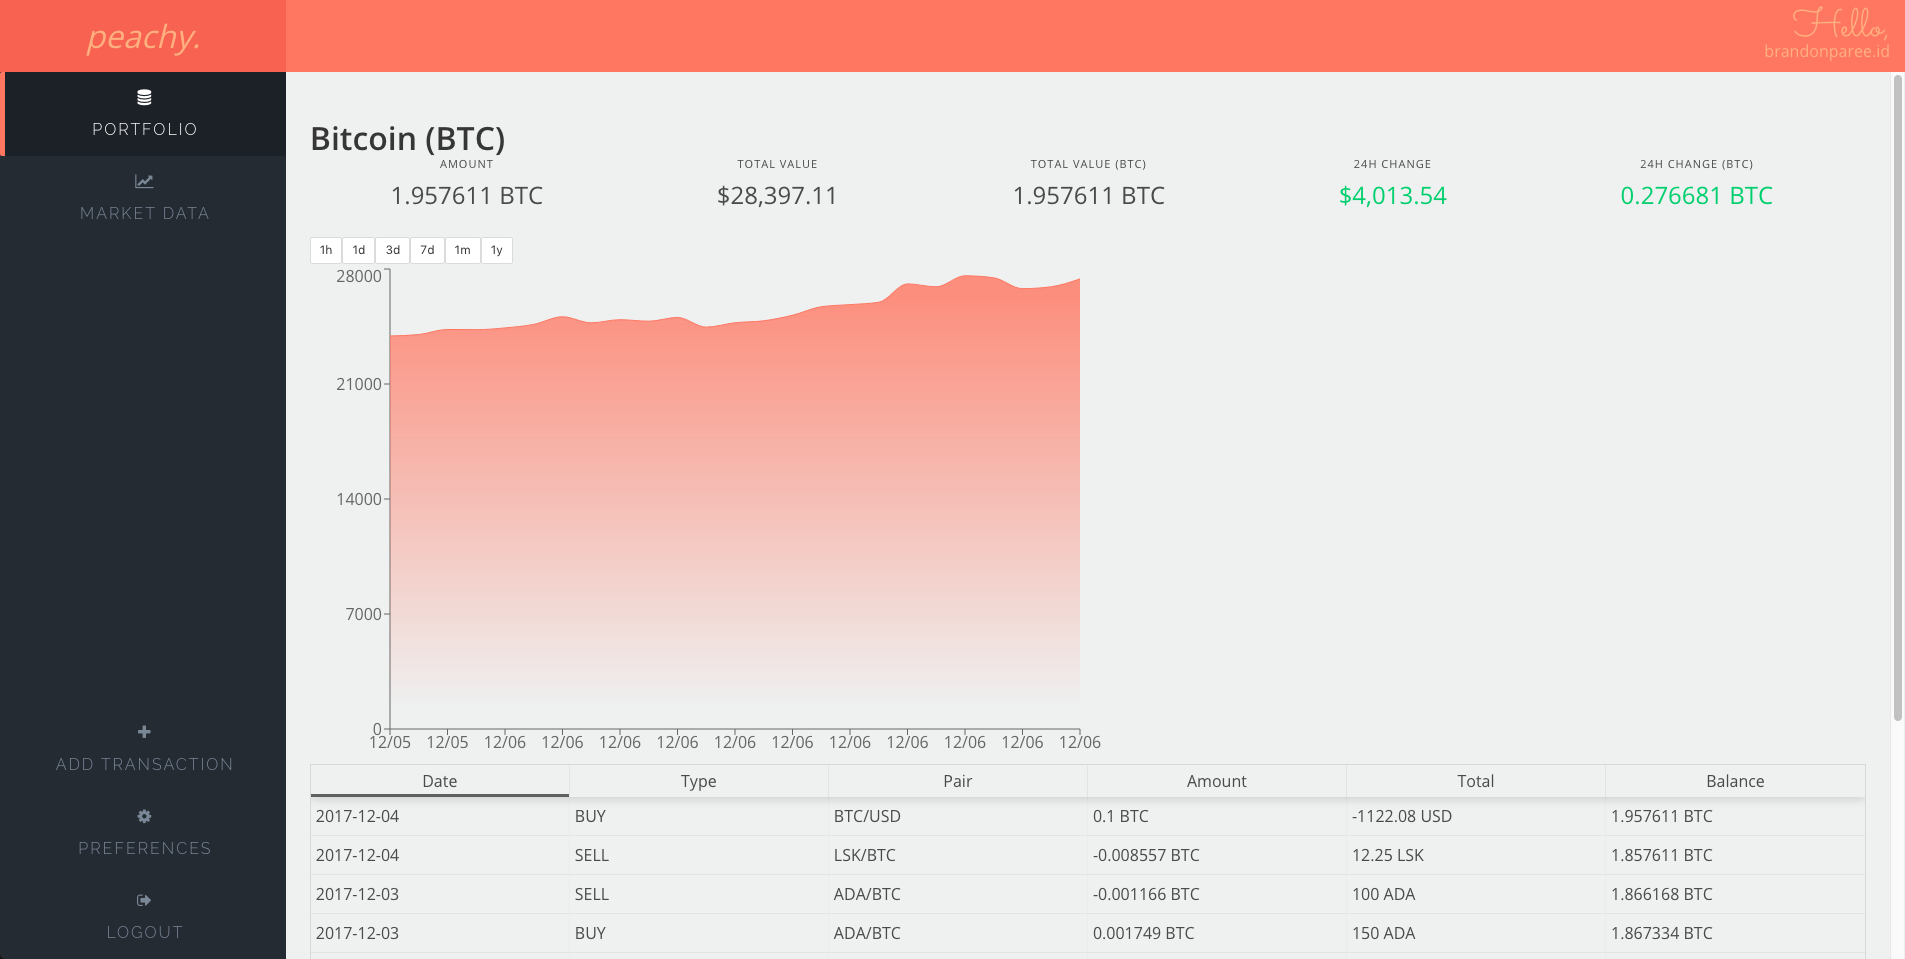 peachy.
Hello,
brandonparee.id
PORTFOLIO
MARKET DATA
ADD TRANSACTION
PREFERENCES
LOGOUT
Bitcoin (BTC)
AMOUNT TOTAL VALUE TOTAL VALUE (BTC) 24H CHANGE 24H CHANGE (BTC)
1.957611 BTC $28,397.11 1.957611 BTC $4,013.54 0.276681 BTC
1h 1d 3d 7d 1m 1y
28000
21000
14000
7000
0
12/05 12/05 12/06 12/06 12/06 12/06 12/06 12/06 12/06 12/06 12/06 12/06 12/06
Date Type Pair Amount Total Balance
2017-12-04 BUY BTC/USD 0.1 BTC -1122.08 USD 1.957611 BTC
2017-12-04 SELL LSK/BTC -0.008557 BTC 12.25 LSK 1.857611 BTC
2017-12-03 SELL ADA/BTC -0.001166 BTC 100 ADA 1.866168 BTC
2017-12-03 BUY ADA/BTC 0.001749 BTC 150 ADA 1.867334 BTC